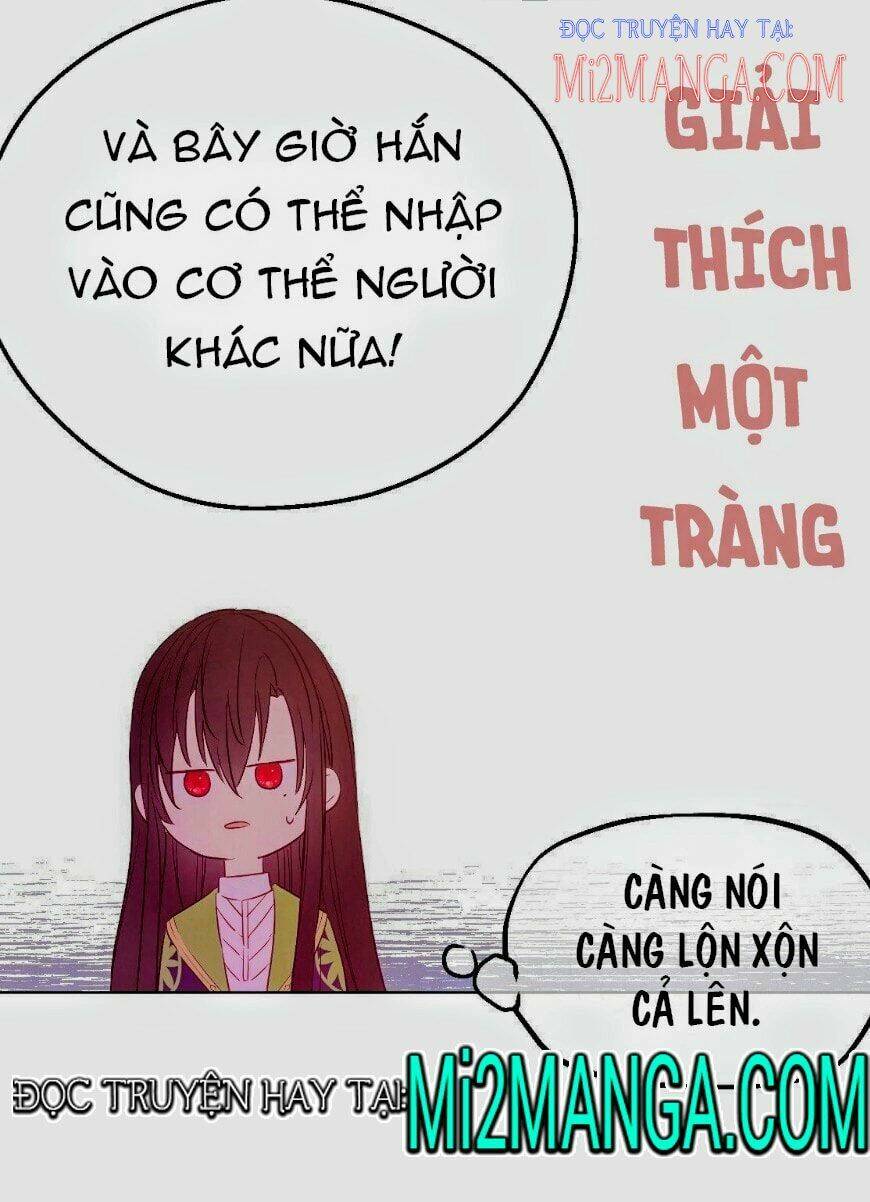 ĐỌC TRUYỆN HAY TẠI:
MI2MANGA.COM
VÀ BÂY GIỜ HẮN
CŨNG CÓ THỂ NHẬP
VÀO CƠ THỂ NGƯỜI
KHÁC NỮA!
GIẢI
THÍCH
MỘT
TRÀNG
CÀNG NÓI
CÀNG LỘN XỘN
CẢ LÊN.
ĐỌC TRUYỆN HAY TẠI:
MI2MANGA.COM